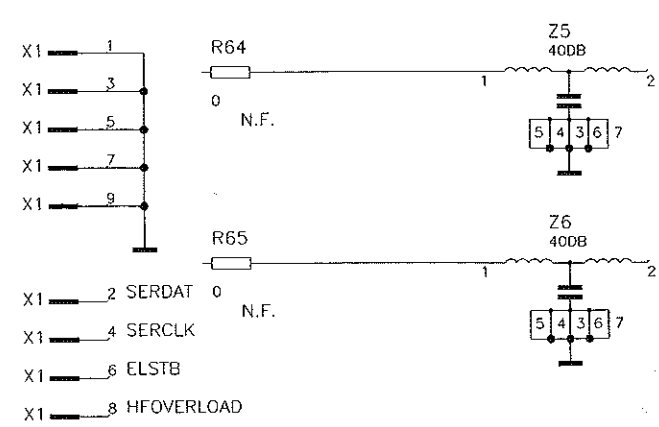 X1 1
X1 3
X1 5
X1 7
X1 9
R64
0
N.F.
Z5
40DB
1 2
5 4 3 6 7
R65
0
N.F.
Z6
40DB
1 2
5 4 3 6 7
X1 2 SERDAT
X1 4 SERCLK
X1 6 ELSTB
X1 8 HFOVERLOAD